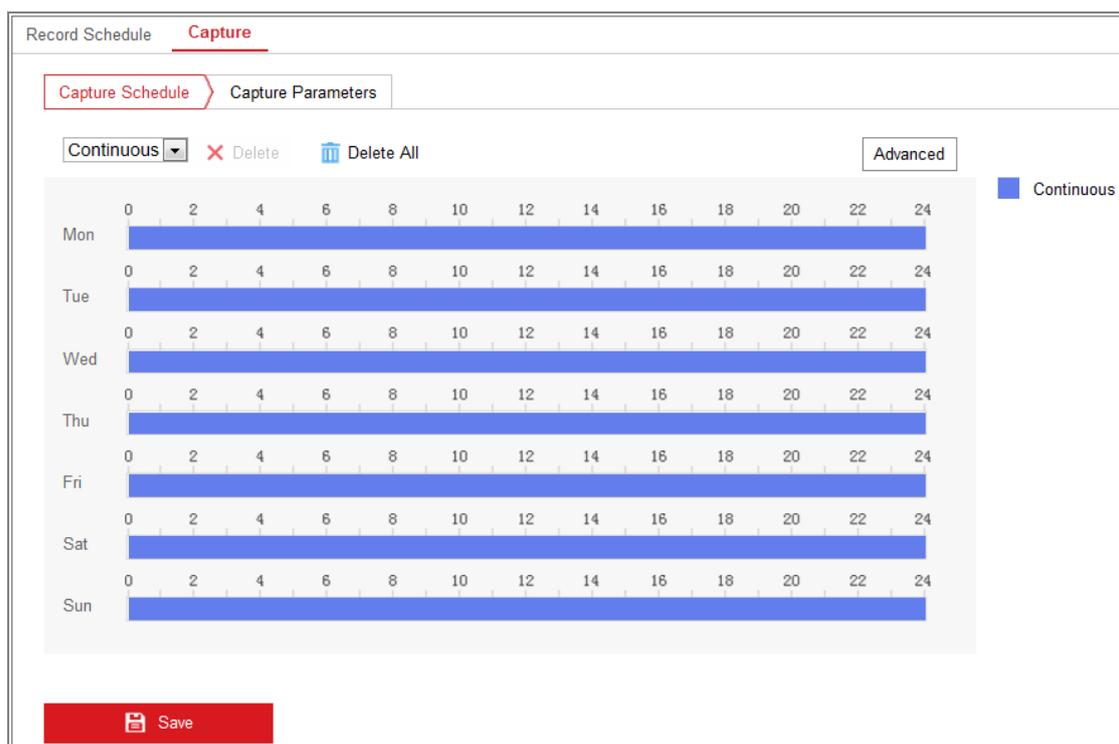 Record Schedule Capture
Capture Schedule Capture Parameters
Continuous Delete Delete All Advanced
Continuous
0 2 4 6 8 10 12 14 16 18 20 22 24
Mon
0 2 4 6 8 10 12 14 16 18 20 22 24
Tue
0 2 4 6 8 10 12 14 16 18 20 22 24
Wed
0 2 4 6 8 10 12 14 16 18 20 22 24
Thu
0 2 4 6 8 10 12 14 16 18 20 22 24
Fri
0 2 4 6 8 10 12 14 16 18 20 22 24
Sat
0 2 4 6 8 10 12 14 16 18 20 22 24
Sun
Save